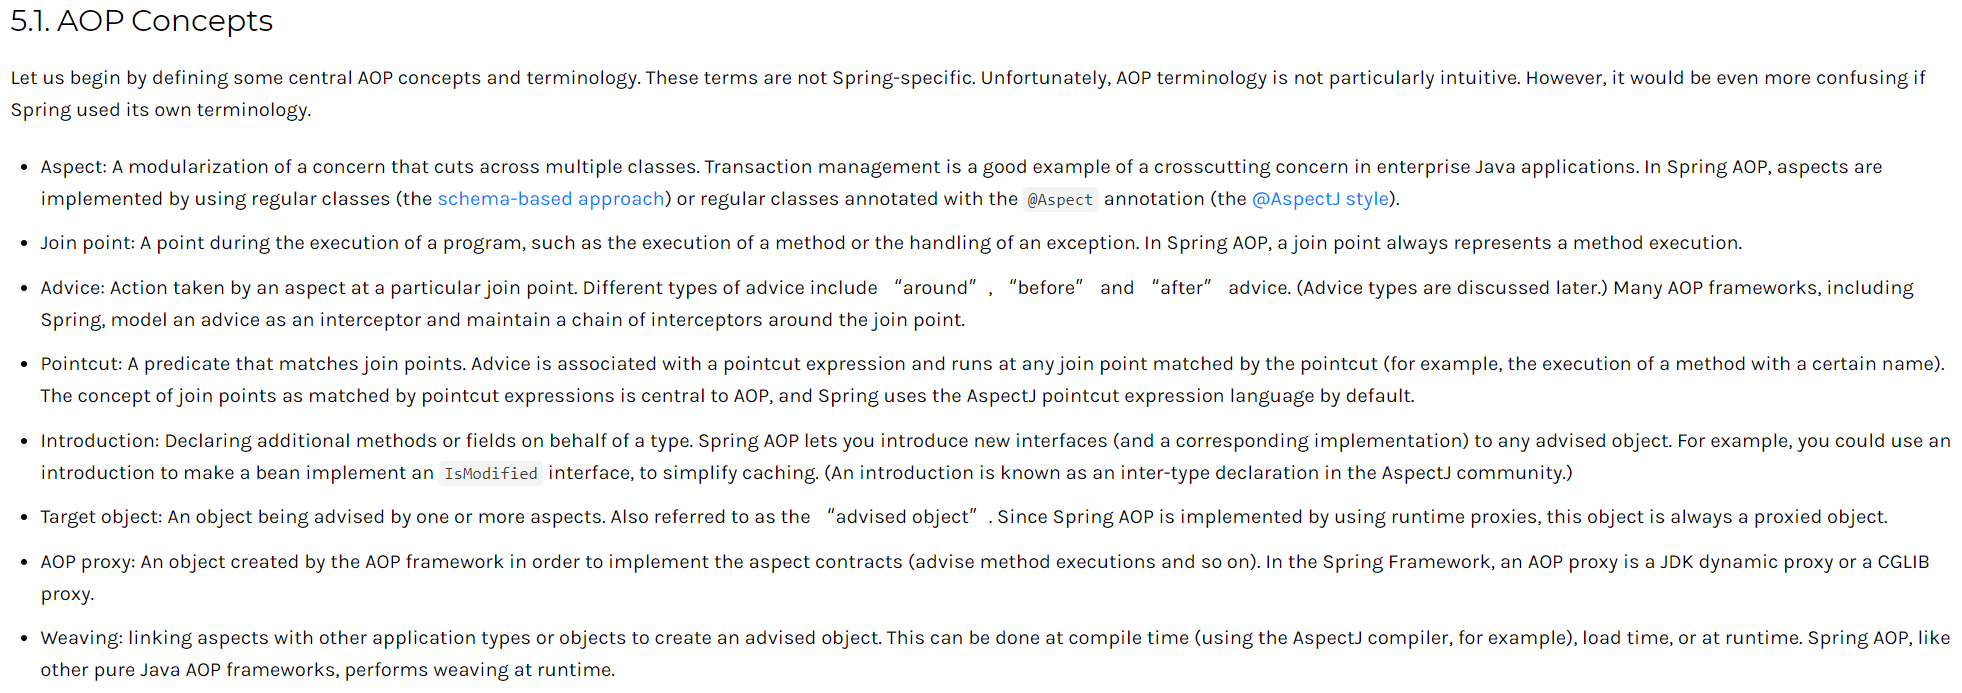 5.1. AOP Concepts
Let us begin by defining some central AOP concepts and terminology. These terms are not Spring-specific. Unfortunately, AOP terminology is not particularly intuitive. However, it would be even more confusing if
Spring used its own terminology.
• Aspect: A modularization of a concern that cuts across multiple classes. Transaction management is a good example of a crosscutting concern in enterprise Java applications. In Spring AOP, aspects are
implemented by using regular classes (the schema-based approach) or regular classes annotated with the @Aspect annotation (the @AspectJ style).
• Join point: A point during the execution of a program, such as the execution of a method or the handling of an exception. In Spring AOP, a join point always represents a method execution.
• Advice: Action taken by an aspect at a particular join point. Different types of advice include “around”, “before” and “after” advice. (Advice types are discussed later.) Many AOP frameworks, including
Spring, model an advice as an interceptor and maintain a chain of interceptors around the join point.
• Pointcut: A predicate that matches join points. Advice is associated with a pointcut expression and runs at any join point matched by the pointcut (for example, the execution of a method with a certain name).
The concept of join points as matched by pointcut expressions is central to AOP, and Spring uses the AspectJ pointcut expression language by default.
• Introduction: Declaring additional methods or fields on behalf of a type. Spring AOP lets you introduce new interfaces (and a corresponding implementation) to any advised object. For example, you could use an
introduction to make a bean implement an IsModified interface, to simplify caching. (An introduction is known as an inter-type declaration in the AspectJ community.)
• Target object: An object being advised by one or more aspects. Also referred to as the “advised object”. Since Spring AOP is implemented by using runtime proxies, this object is always a proxied object.
• AOP proxy: An object created by the AOP framework in order to implement the aspect contracts (advise method executions and so on). In the Spring Framework, an AOP proxy is a JDK dynamic proxy or a CGLIB
proxy.
• Weaving: linking aspects with other application types or objects to create an advised object. This can be done at compile time (using the AspectJ compiler, for example), load time, or at runtime. Spring AOP, like
other pure Java AOP frameworks, performs weaving at runtime.